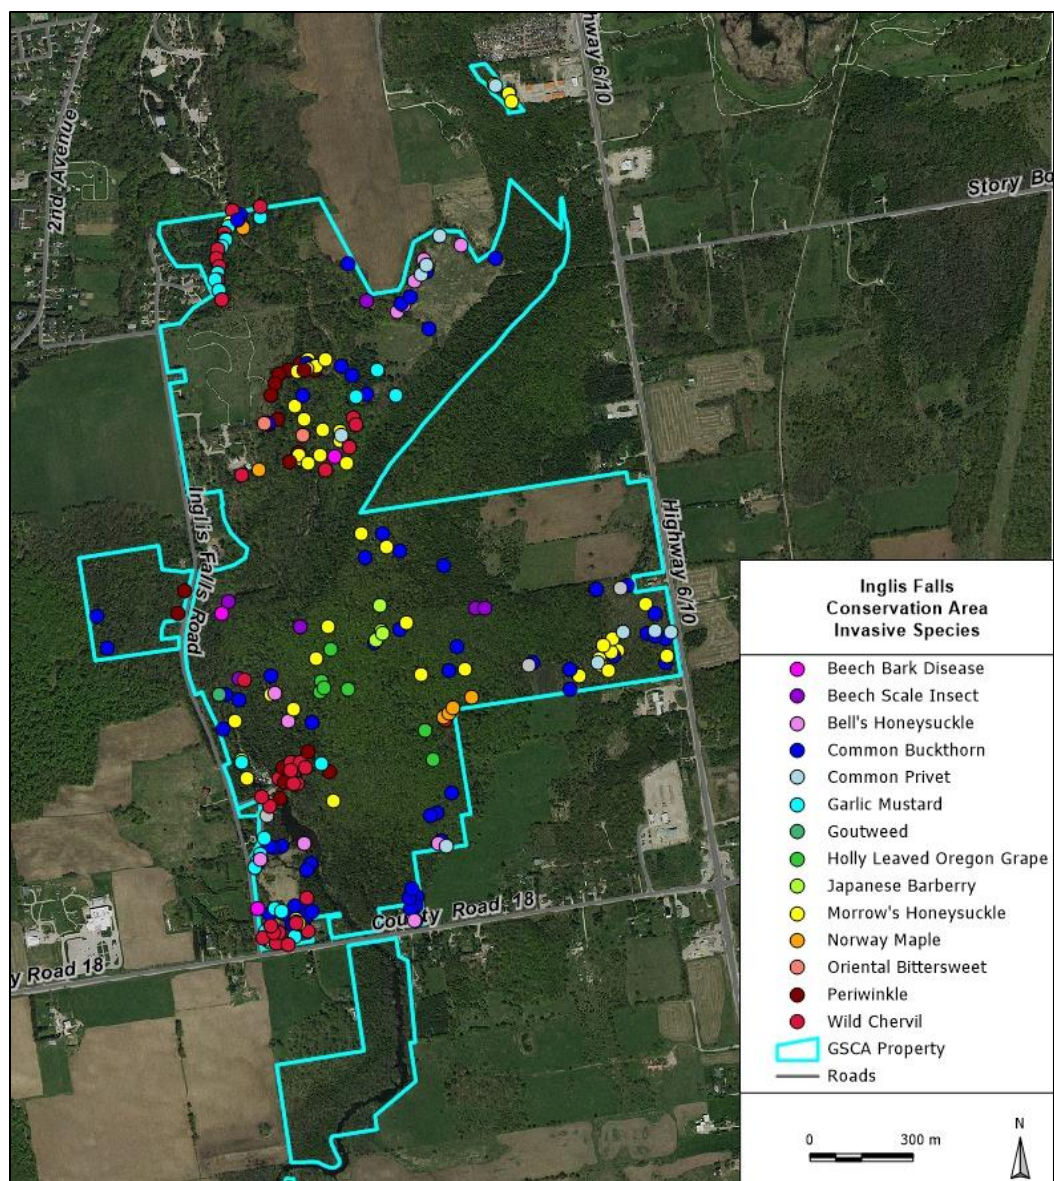 hway 6/10
2nd Avenue
Story Bo
Inglis Falls Road
Highway 6/10
County Road 18
y Road 18
Inglis Falls
Conservation Area
Invasive Species
Beech Bark Disease
Beech Scale Insect
Bell's Honeysuckle
Common Buckthorn
Common Privet
Garlic Mustard
Goutweed
Holly Leaved Oregon Grape
Japanese Barberry
Morrow's Honeysuckle
Norway Maple
Oriental Bittersweet
Periwinkle
Wild Chervil
GSCA Property
Roads
0 300 m
N